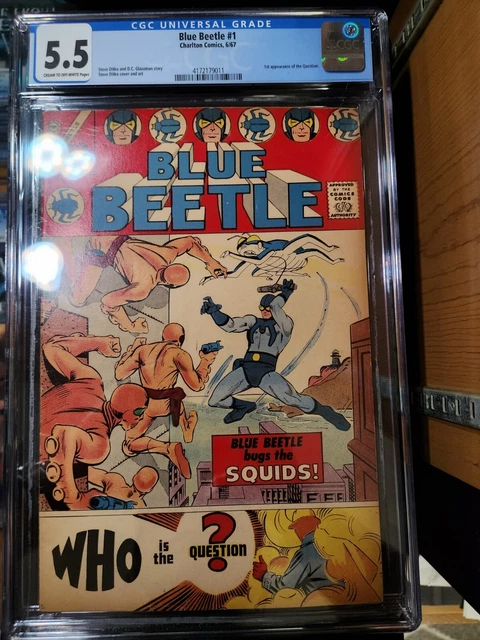 CGC UNIVERSAL GRADE
5.5
CREAM TO OFF-WHITE Pages
Blue Beetle #1
Charlton Comics, 6/67
Steve Ditko and D.C. Glanzman story
Steve Ditko cover and art
1st appearance of the Question.
4172179011
CGC
BLUE
BEETLE
APPROVED
BY THE
COMICS
CODE
AUTHORITY
BLUE BEETLE
bugs the
SQUIDS!
WHO is the QUESTION
?